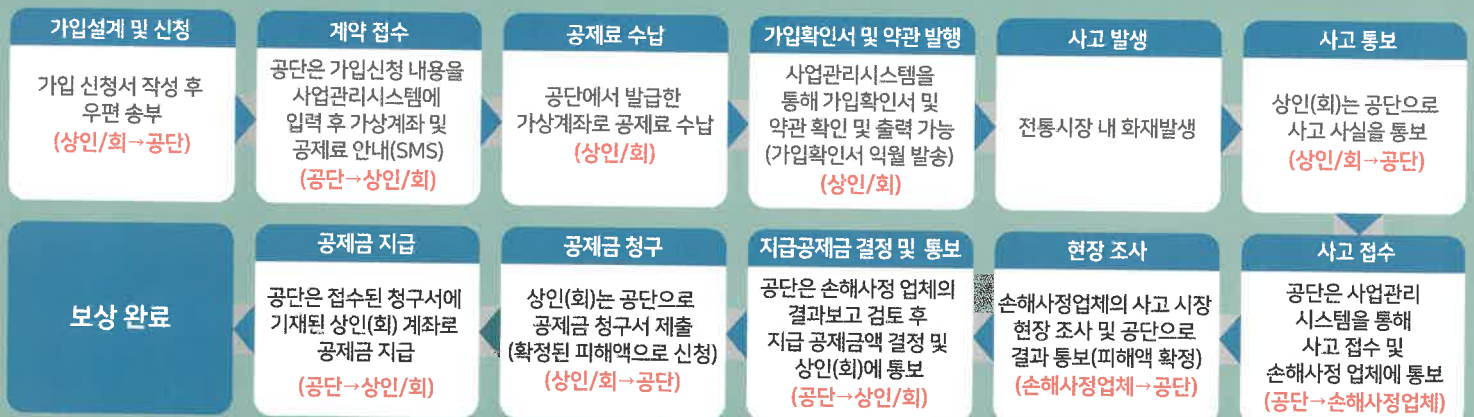 가입설계 및 신청
가입 신청서 작성 후
우편 송부
(상인/회→공단)
계약 접수
공단은 가입신청 내용을
사업관리시스템에
입력 후 가상계좌 및
공제료 안내(SMS)
(공단→상인/회)
공제료 수납
공단에서 발급한
가상계좌로 공제료 수납
(상인/회)
가입확인서 및 약관 발행
사업관리시스템을
통해 가입확인서 및
약관 확인 및 출력 가능
(가입확인서 익월 발송)
(상인/회)
사고 발생
전통시장 내 화재발생
사고 통보
상인(회)는 공단으로
사고 사실을 통보
(상인/회→공단)
사고 접수
공단은 사업관리
시스템을 통해
사고 접수 및
손해사정 업체에 통보
(공단→손해사정업체)
현장 조사
손해사정업체의 사고 시장
현장 조사 및 공단으로
결과 통보(피해액 확정)
(손해사정업체→공단)
지급공제금 결정 및 통보
공단은 손해사정 업체의
결과보고 검토 후
지급 공제금액 결정 및
상인(회)에 통보
(공단→상인/회)
공제금 청구
상인(회)는 공단으로
공제금 청구서 제출
(확정된 피해액으로 신청)
(상인/회→공단)
공제금 지급
공단은 접수된 청구서에
기재된 상인(회) 계좌로
공제금 지급
(공단→상인/회)
보상 완료